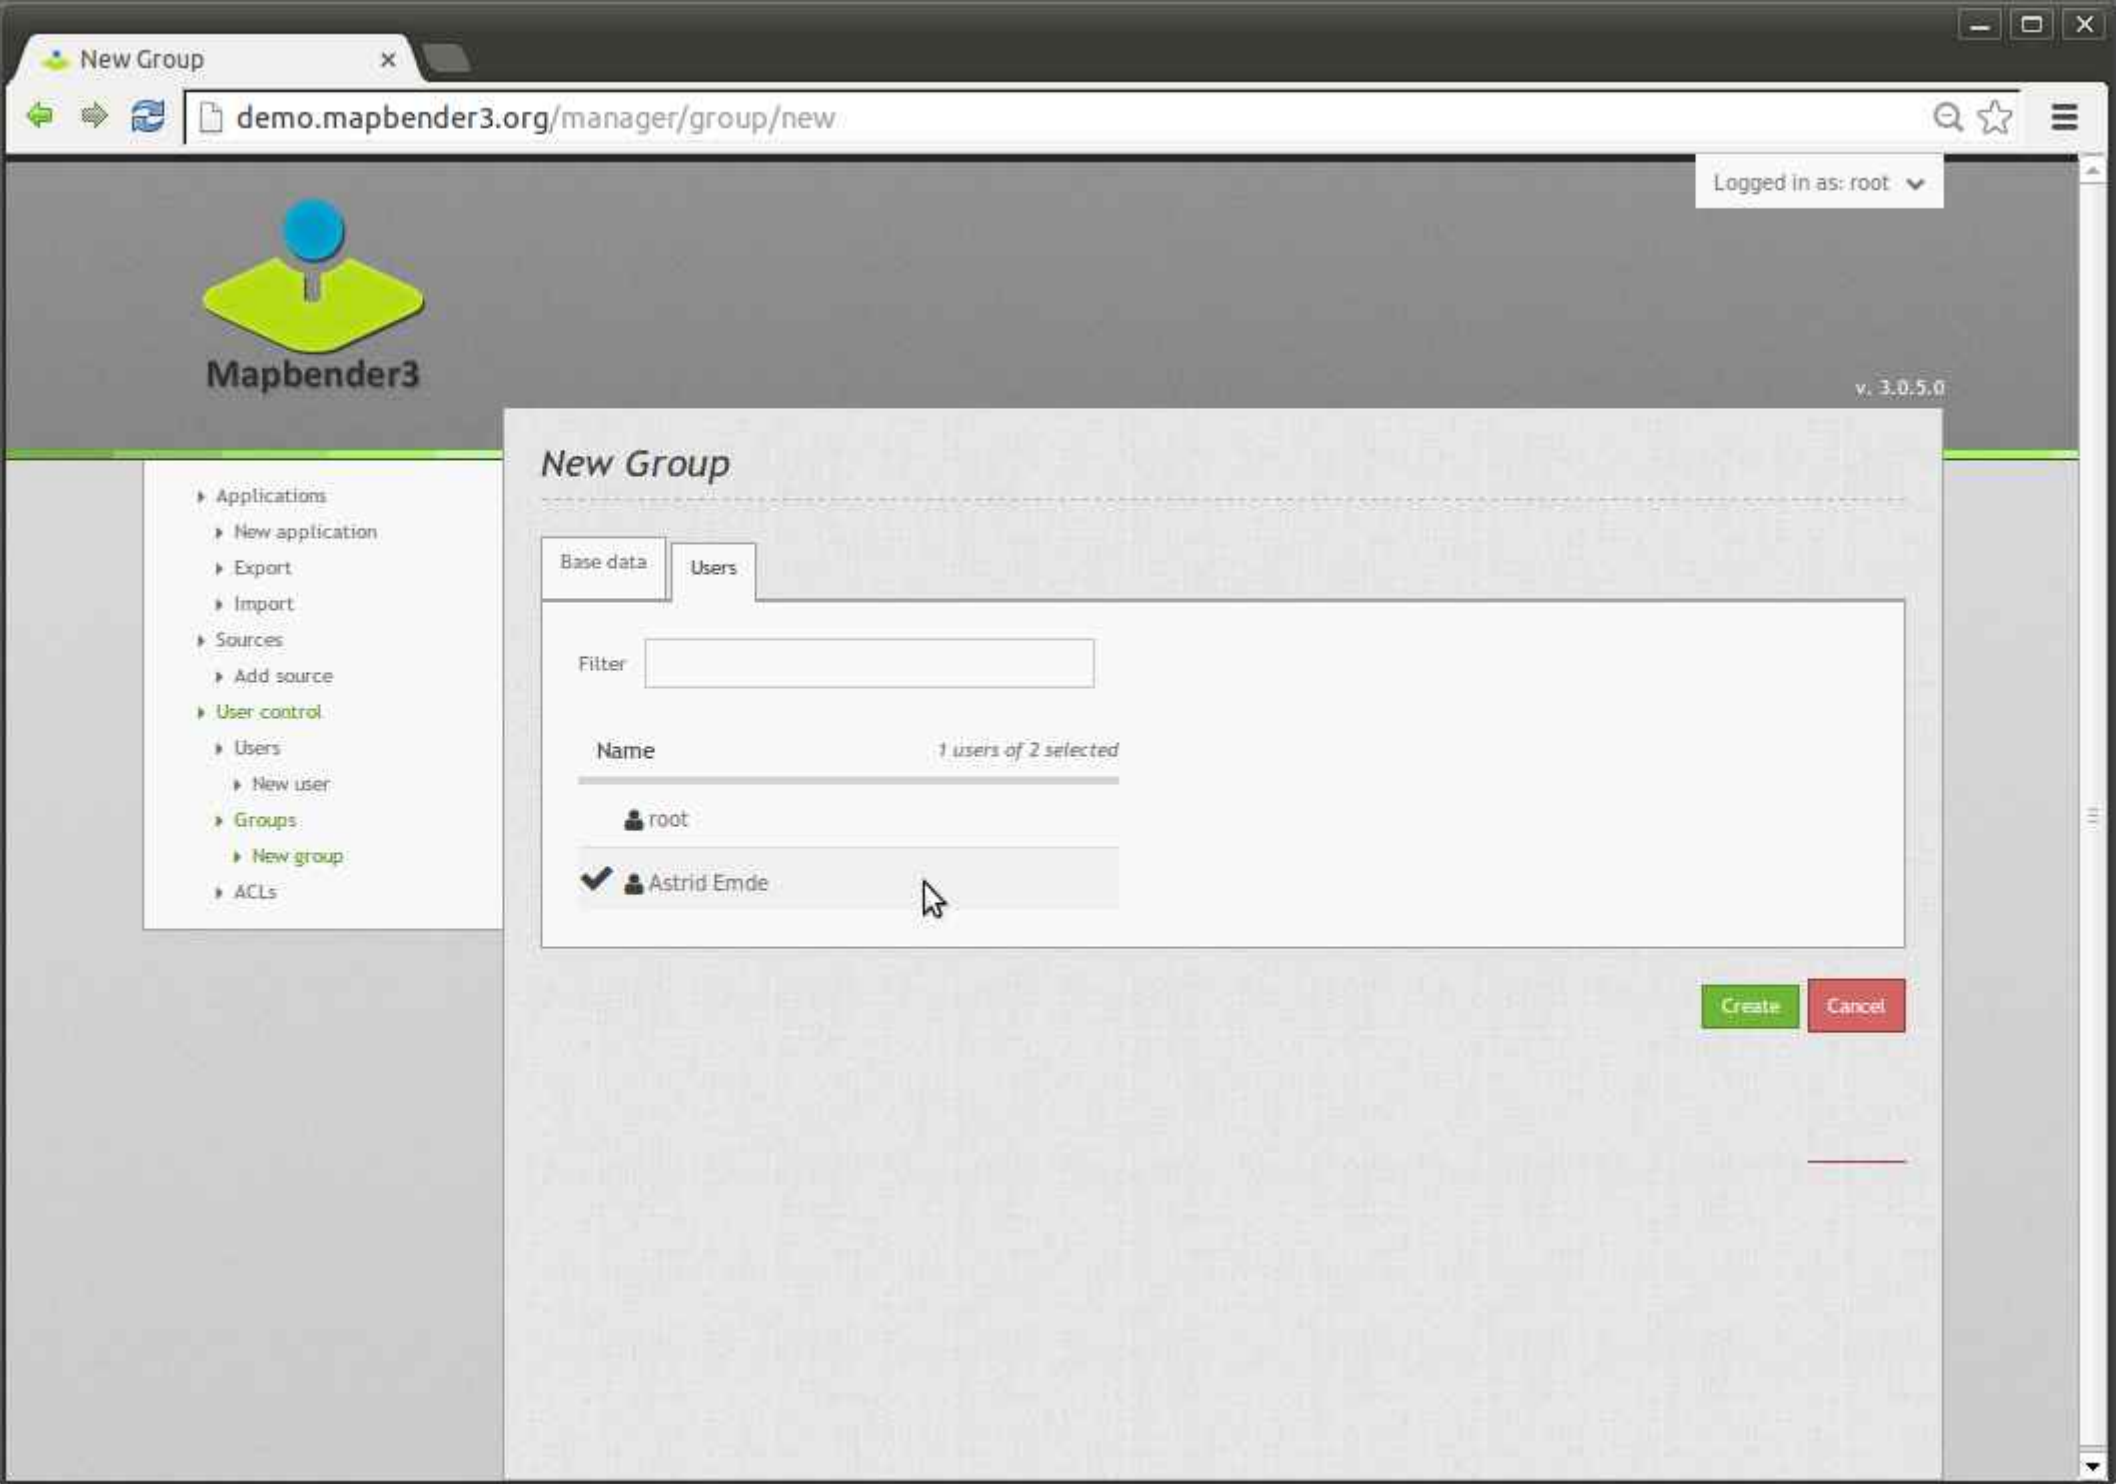 New Group
demo.mapbender3.org/manager/group/new
Logged in as: root
Mapbender3
v. 3.0.5.0
Applications
New application
Export
Import
Sources
Add source
User control
Users
New user
Groups
New group
ACLs
New Group
Base data Users
Filter
Name 1 users of 2 selected
root
Astrid Emde
Create Cancel